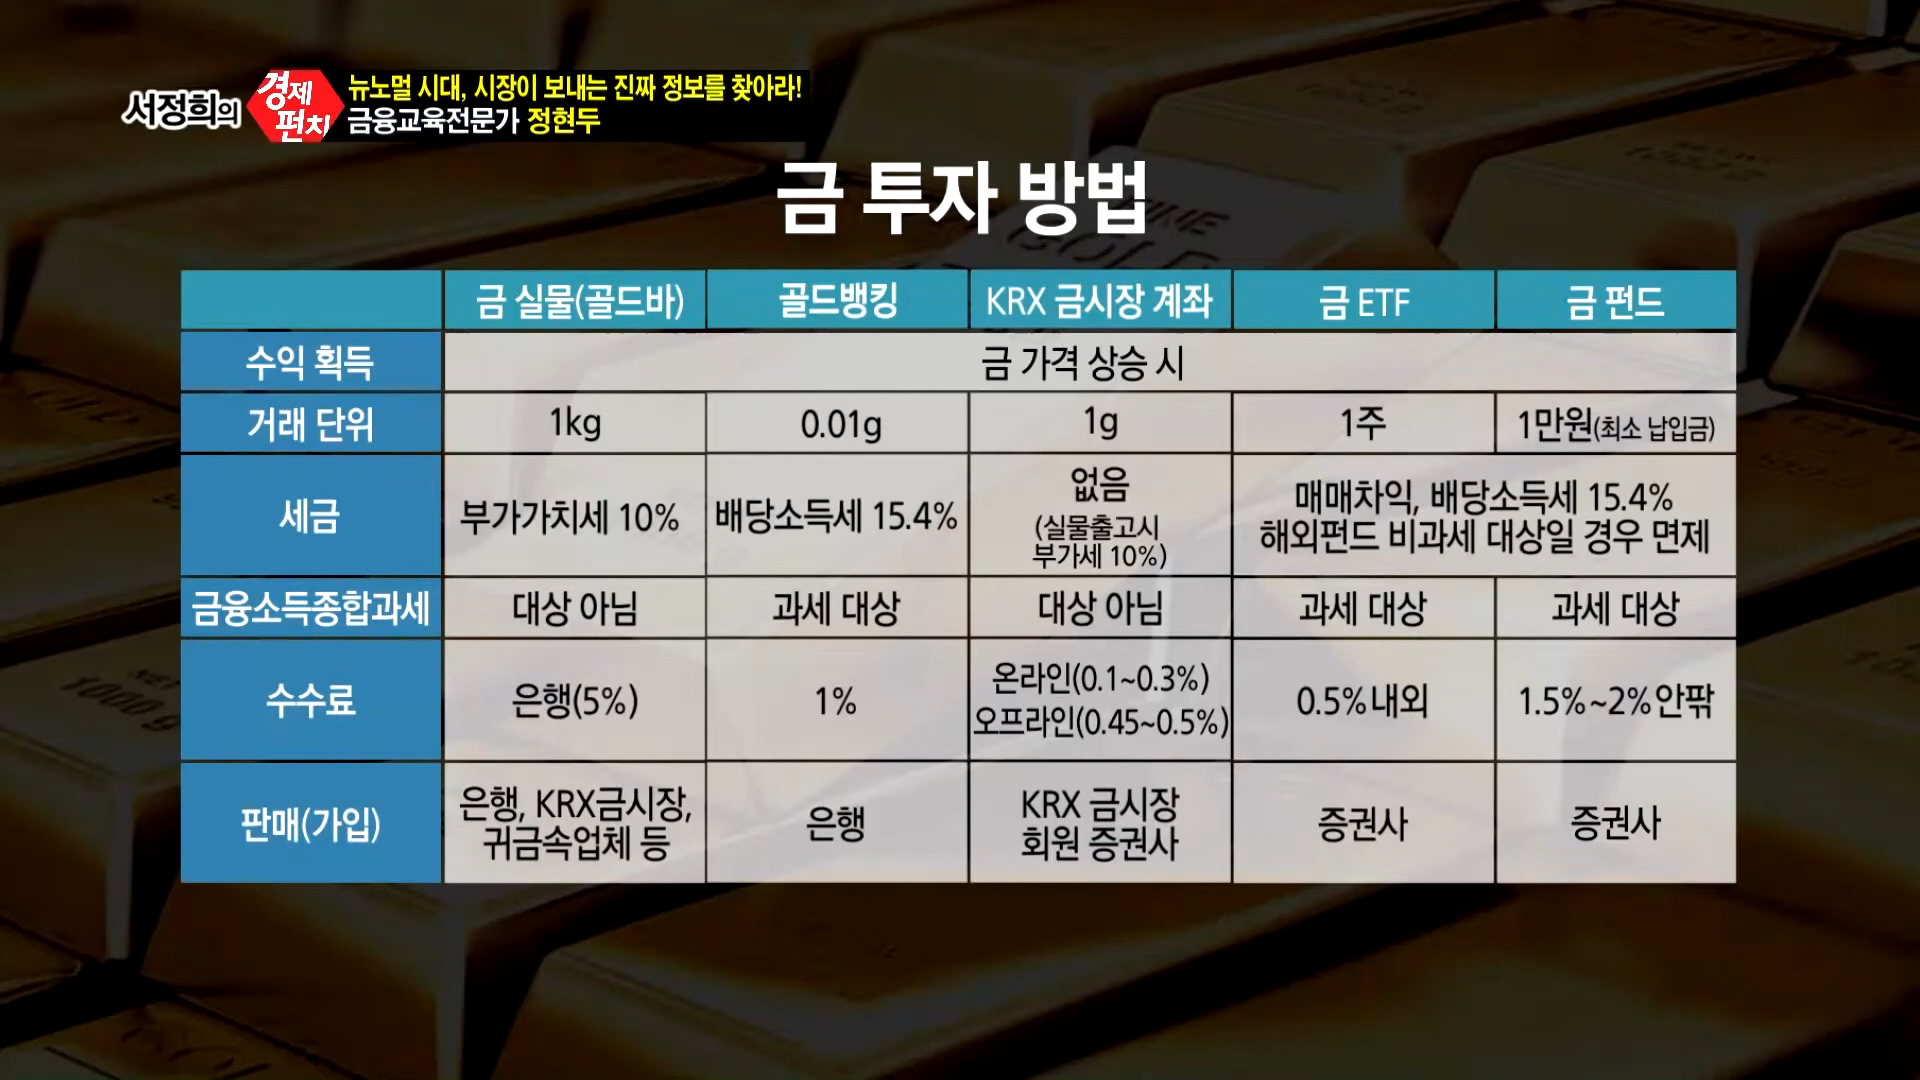 서정희의 경제펀치
뉴노멀 시대, 시장이 보내는 진짜 정보를 찾아라!
금융교육전문가 정현두
금 투자 방법
금 실물(골드바) 골드뱅킹 KRX 금시장 계좌 금 ETF 금 펀드
수익 획득 금 가격 상승 시
거래 단위 1kg 0.01g 1g 1주 1만원(최소 납입금)
세금 부가가치세 10% 배당소득세 15.4% 없음
(실물출고시
부가세 10%)
매매차익, 배당소득세 15.4%
해외펀드 비과세 대상일 경우 면제
금융소득종합과세 대상 아님 과세 대상 대상 아님 과세 대상 과세 대상
수수료 은행(5%) 1% 온라인(0.1~0.3%)
오프라인(0.45~0.5%)
0.5%내외 1.5%~2%안팎
판매(가입) 은행, KRX금시장,
귀금속업체 등
은행 KRX 금시장
회원 증권사
증권사 증권사
FINE
NET
1000 g